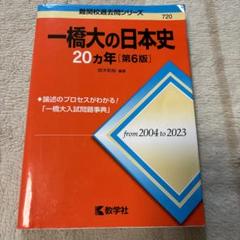 難関校過去問シリーズ
720
一橋大の日本史
20カ年[第6版]
編著
●論述のプロセスがわかる!
「一橋大入試問題事典」
from 2004 to 2023
教学社